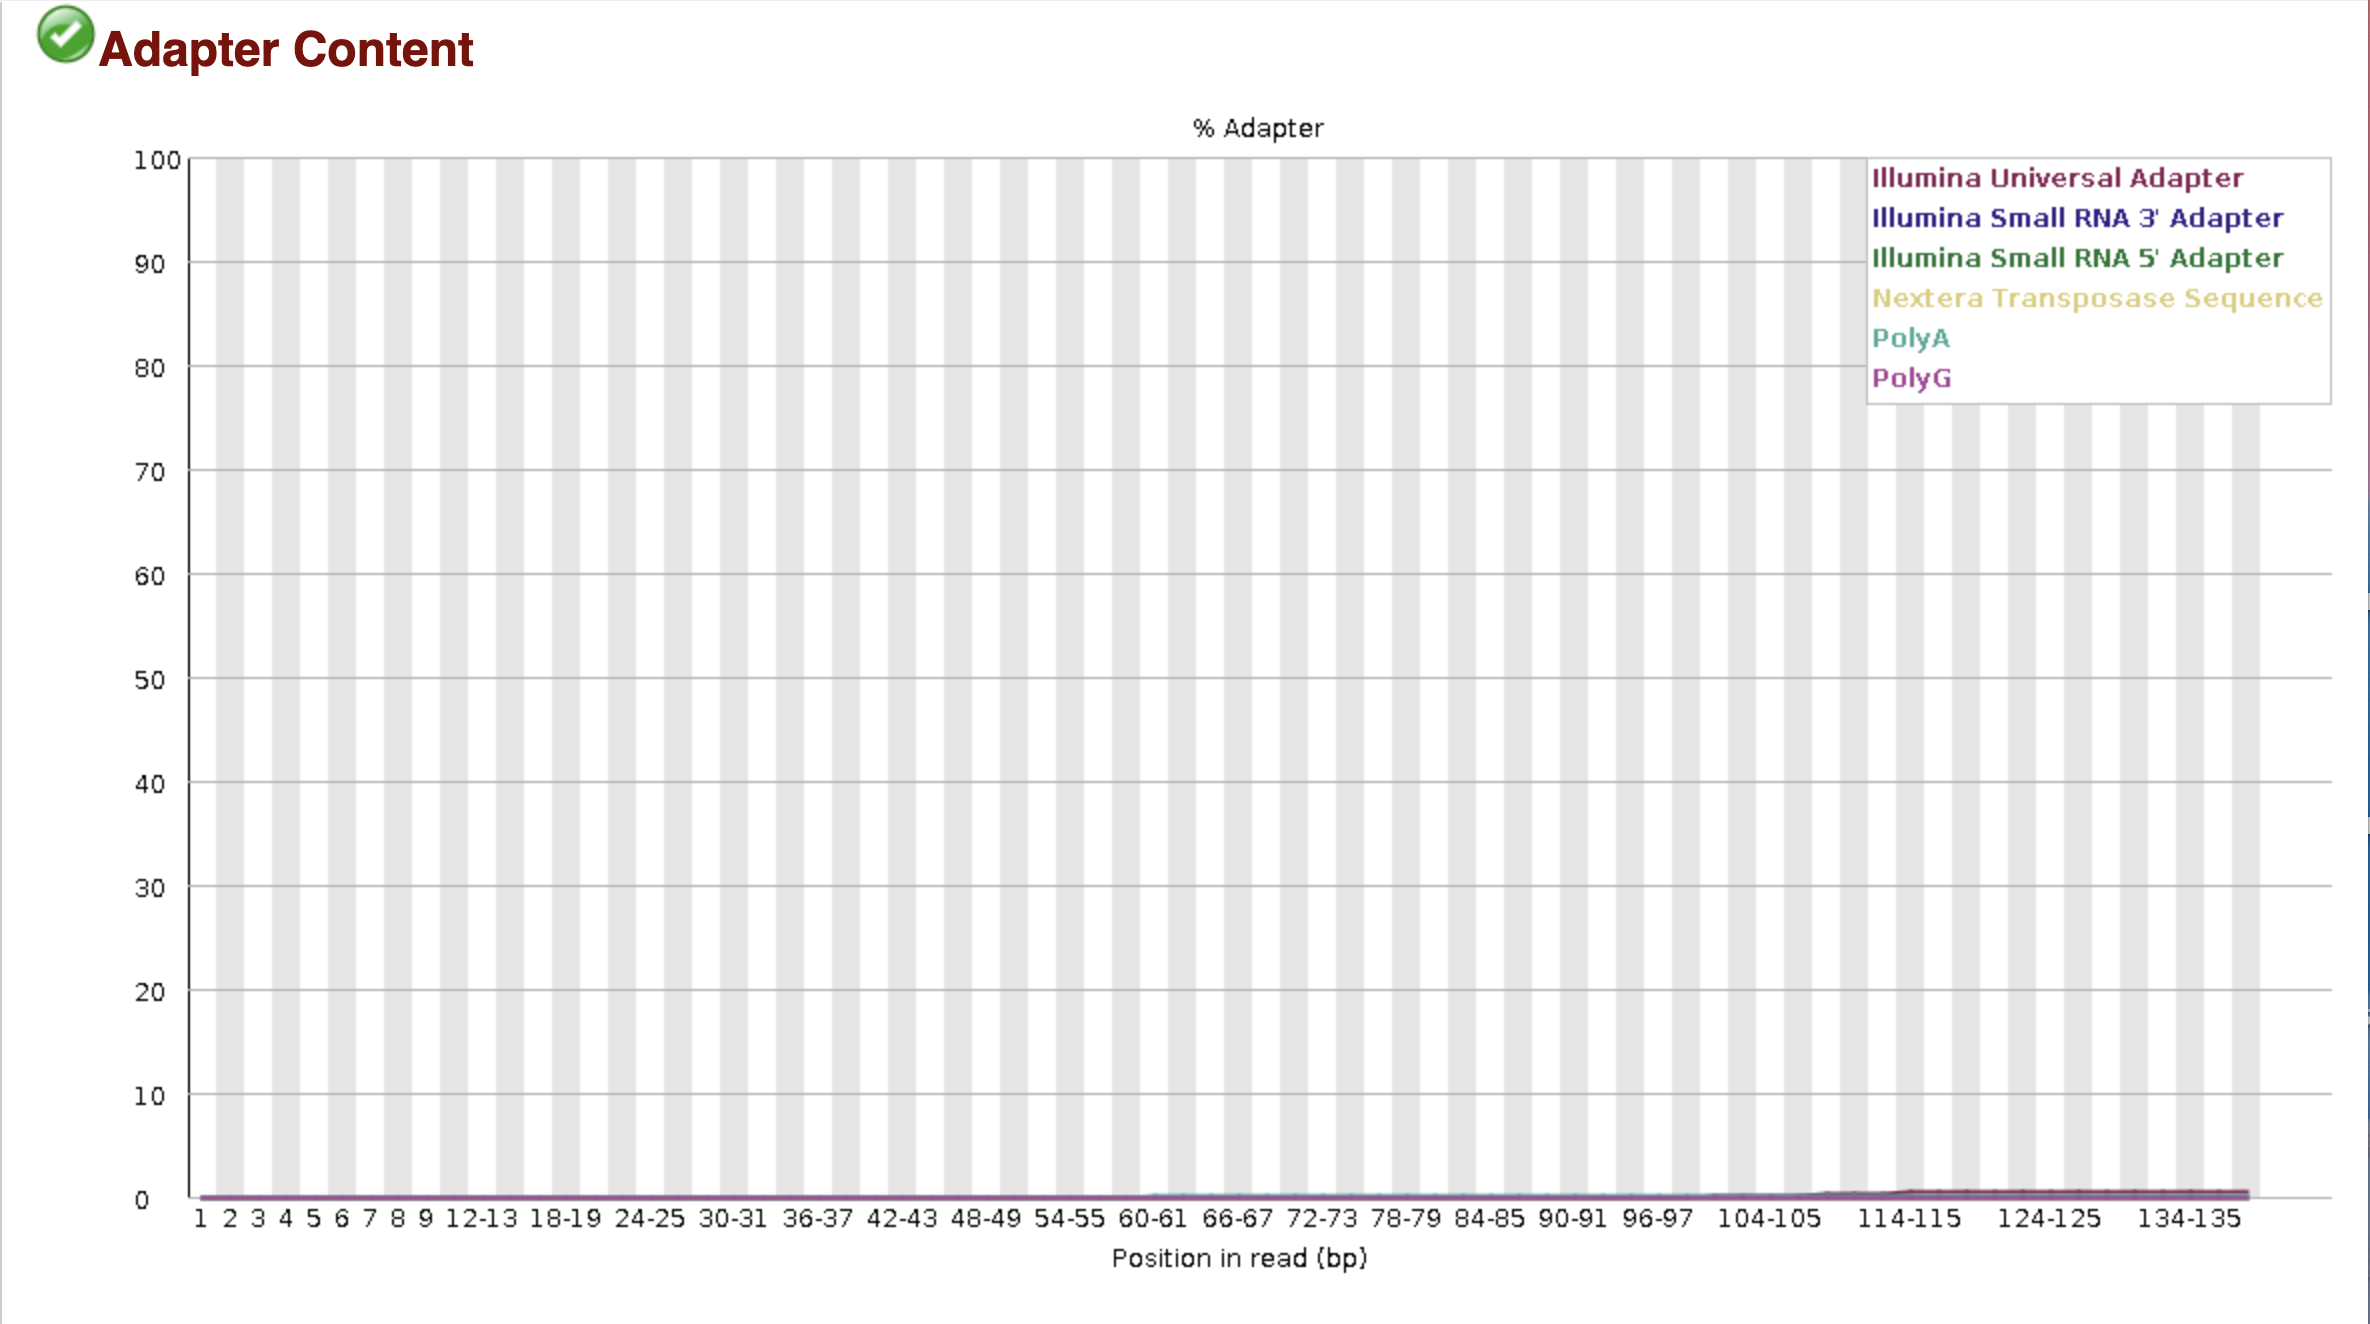 Adapter Content
% Adapter
100
90
80
70
60
50
40
30
20
10
0
Illumina Universal Adapter
Illumina Small RNA 3' Adapter
Illumina Small RNA 5' Adapter
Nextera Transposase Sequence
PolyA
PolyG
1 2 3 4 5 6 7 8 9 12-13 18-19 24-25 30-31 36-37 42-43 48-49 54-55 60-61 66-67 72-73 78-79 84-85 90-91 96-97 104-105 114-115 124-125 134-135
Position in read (bp)